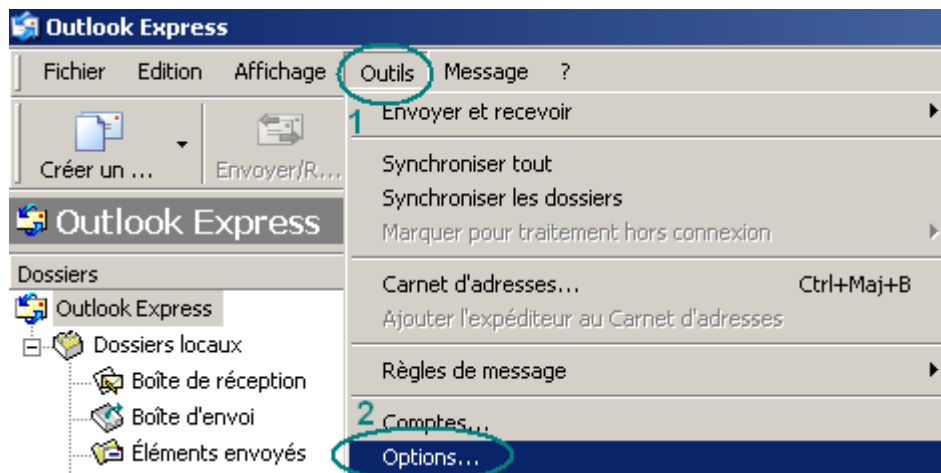 Outlook Express
Fichier Edition Affichage Outils Message ?
1
Envoyer et recevoir
Créer un ... Envoyer/R...
Synchroniser tout
Synchroniser les dossiers
Outlook Express
Marquer pour traitement hors connexion
Dossiers
Carnet d'adresses... Ctrl+Maj+B
Outlook Express
Ajouter l'expéditeur au Carnet d'adresses
Dossiers locaux
Règles de message
Boîte de réception
2 Comptes...
Boîte d'envoi
Éléments envoyés
Options...